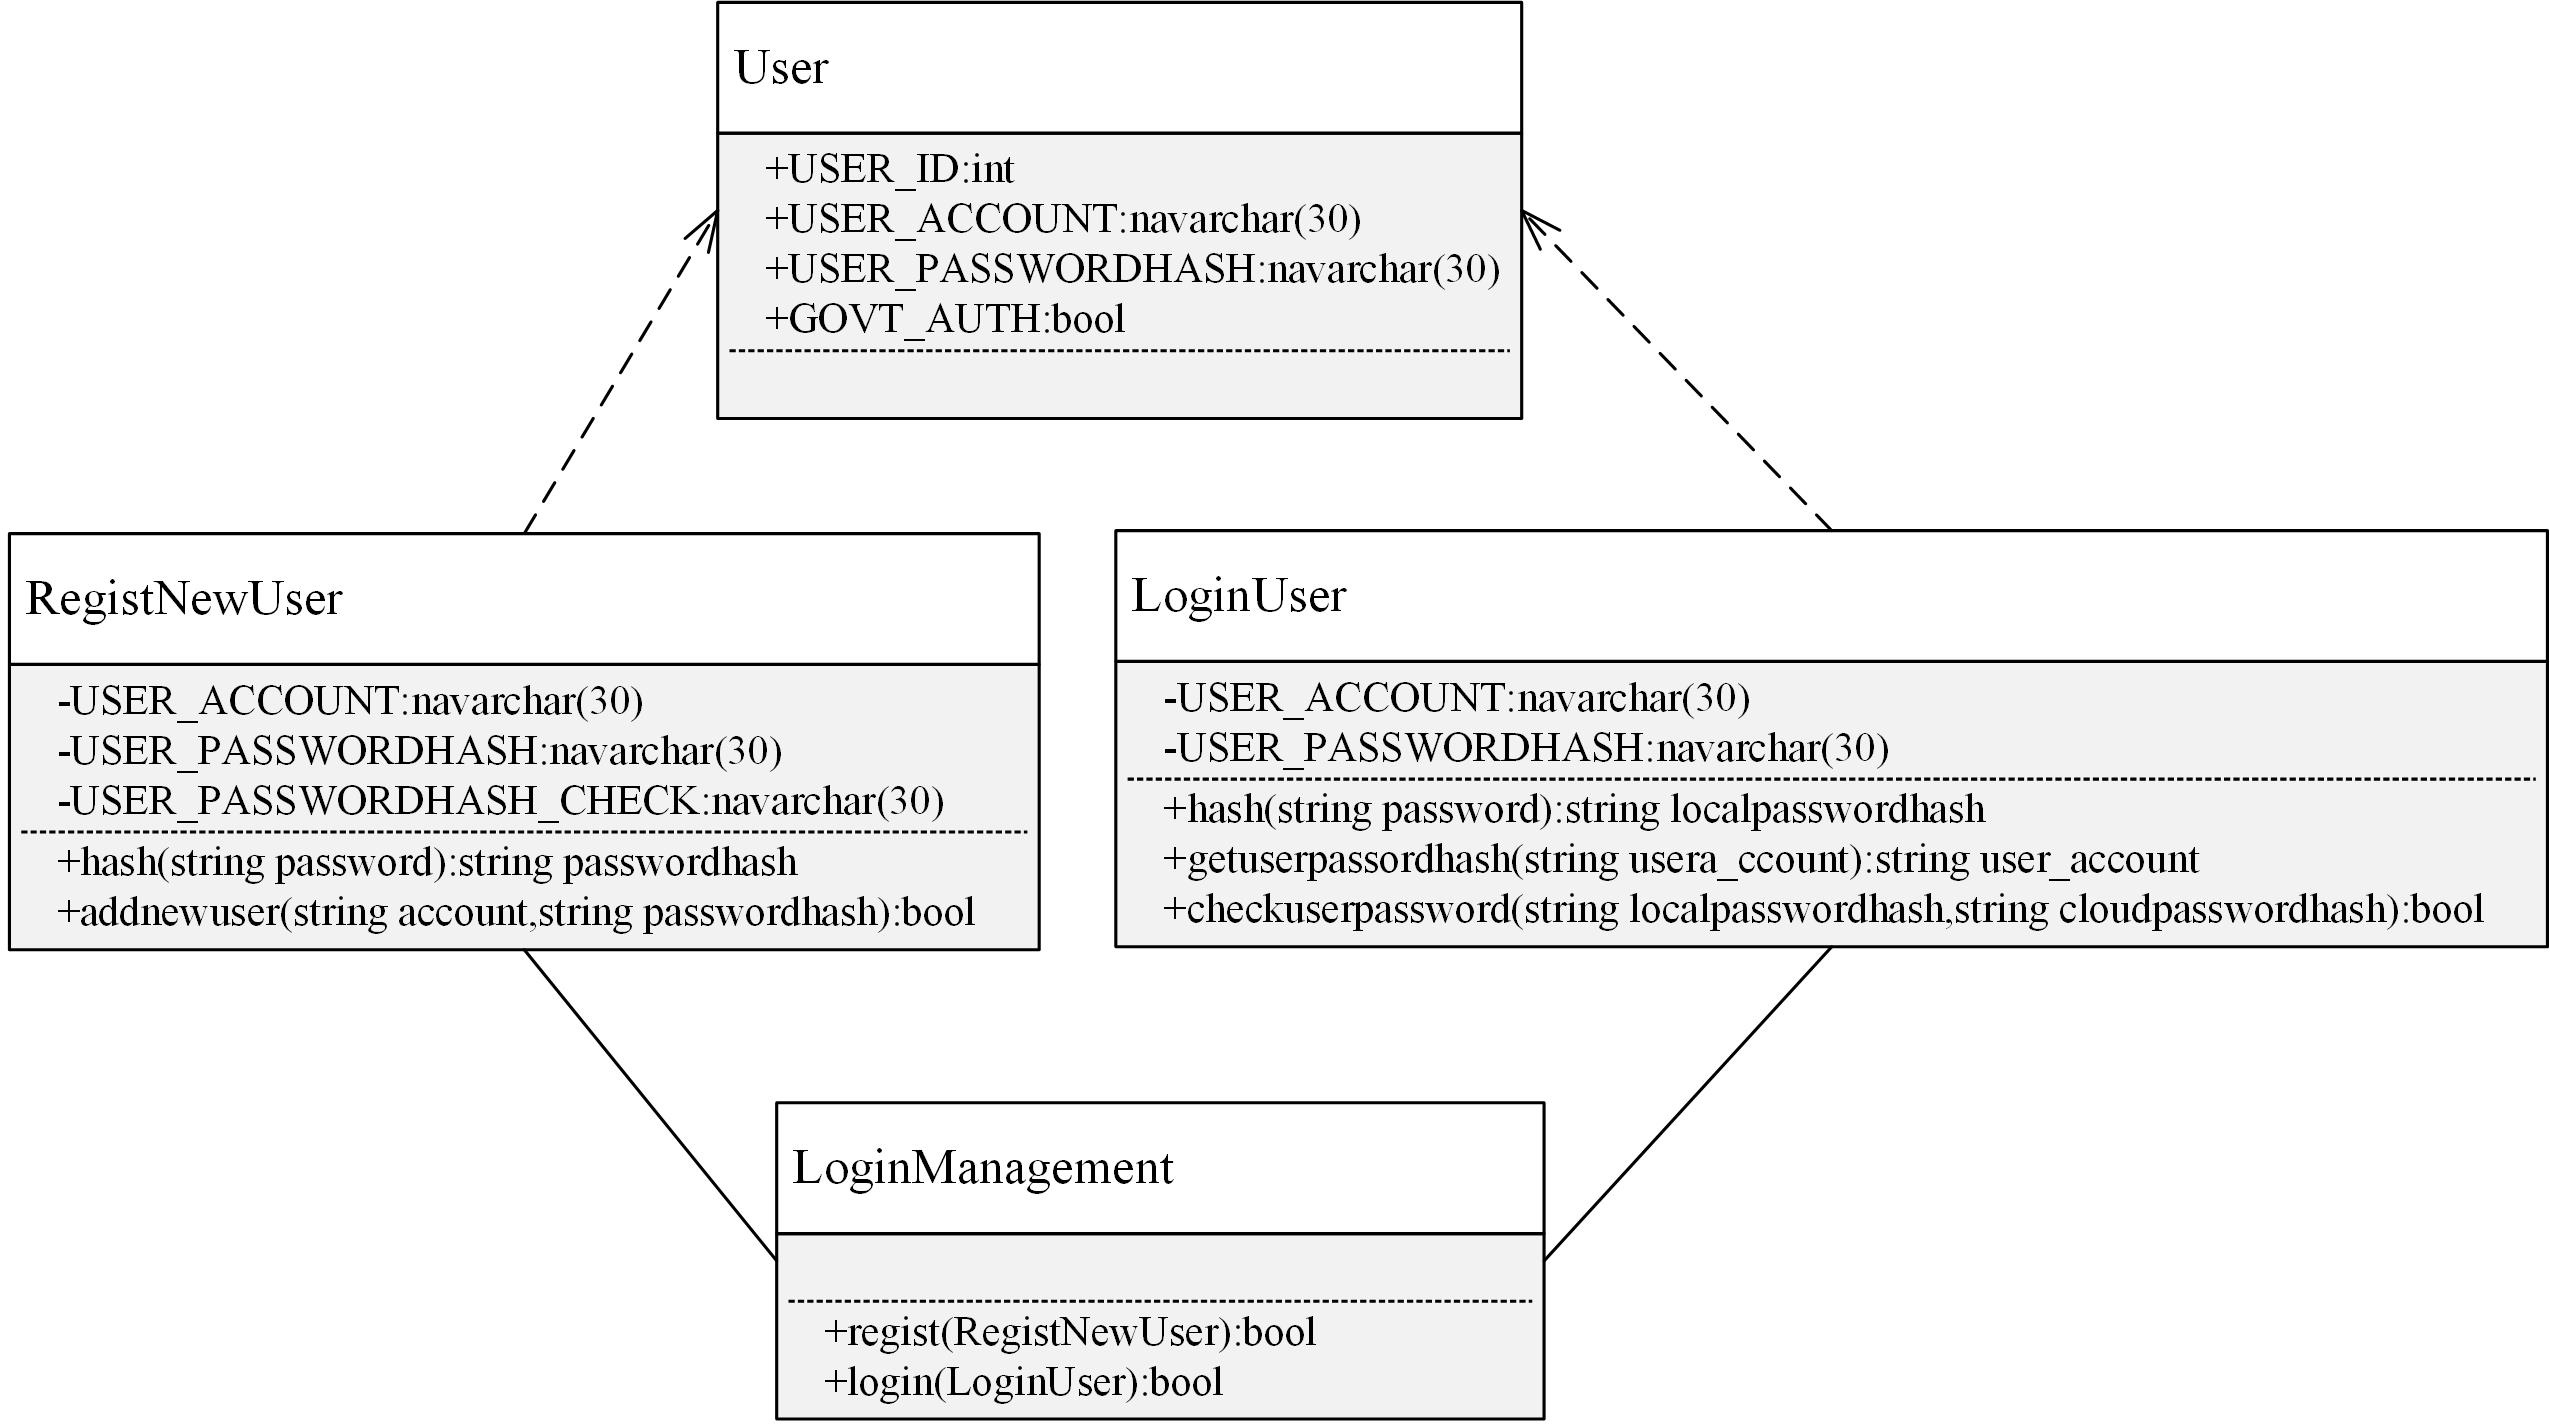 User
+USER_ID:int
+USER_ACCOUNT:navarchar(30)
+USER_PASSWORDHASH:navarchar(30)
+GOVT_AUTH:bool
RegistNewUser
-USER_ACCOUNT:navarchar(30)
-USER_PASSWORDHASH:navarchar(30)
-USER_PASSWORDHASH_CHECK:navarchar(30)
+hash(string password):string passwordhash
+addnewuser(string account,string passwordhash):bool
LoginUser
-USER_ACCOUNT:navarchar(30)
-USER_PASSWORDHASH:navarchar(30)
+hash(string password):string localpasswordhash
+getuserpassordhash(string usera_ccount):string user_account
+checkuserpassword(string localpasswordhash,string cloudpasswordhash):bool
LoginManagement
+regist(RegistNewUser):bool
+login(LoginUser):bool